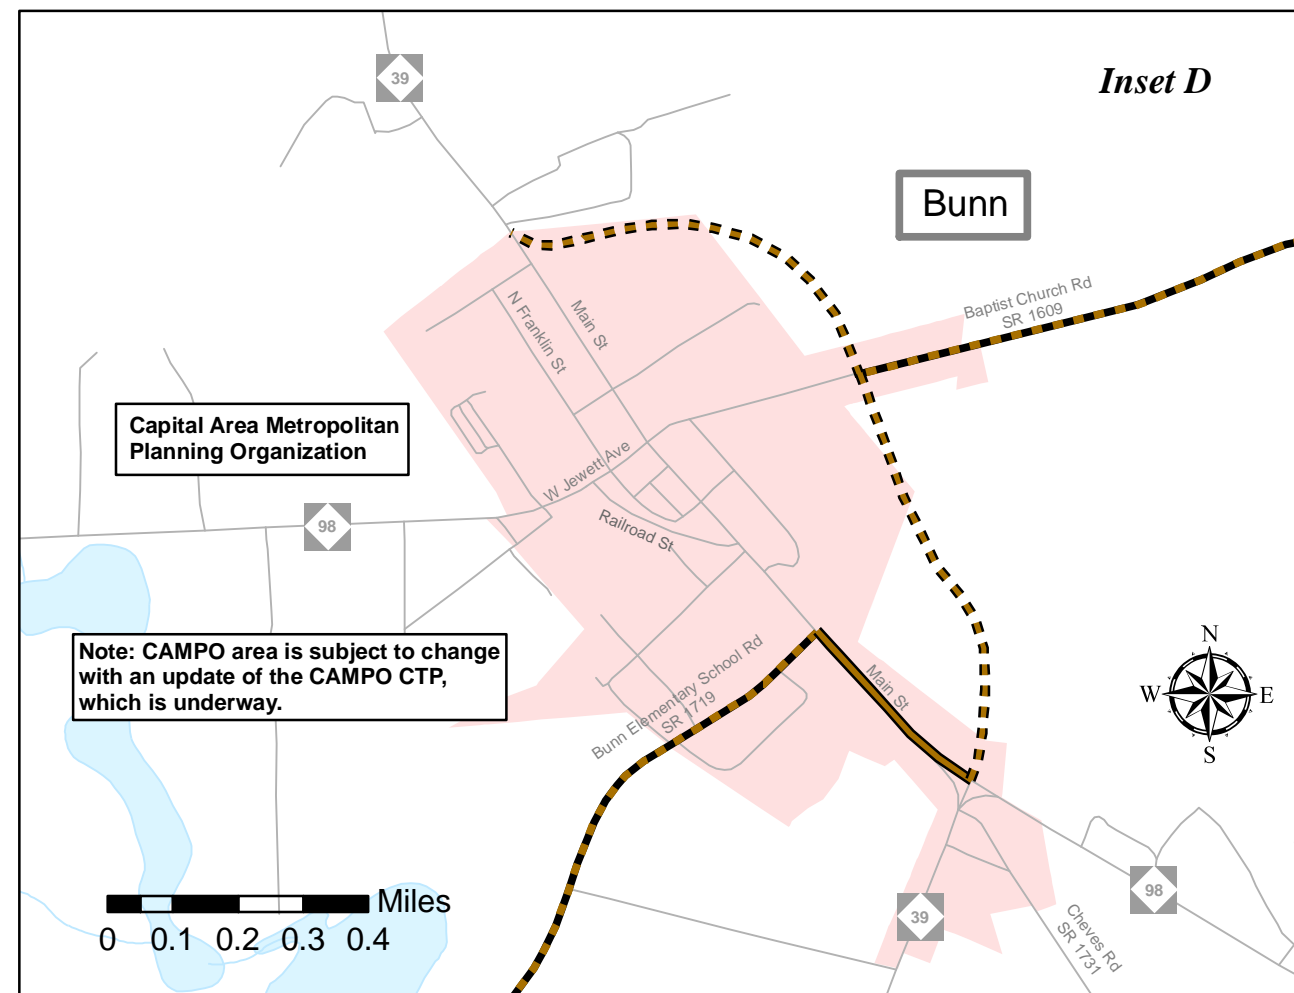 39
Inset D
Bunn
Baptist Church Rd
SR 1609
Main St
N Franklin St
Capital Area Metropolitan
Planning Organization
W Jewett Ave
98
Railroad St
Note: CAMPO area is subject to change
with an update of the CAMPO CTP,
which is underway.
Bunn Elementary School Rd
SR 1719
Main St
N
W
E
S
98
39
Cheves Rd
SR 1731
Miles
0 0.1 0.2 0.3 0.4